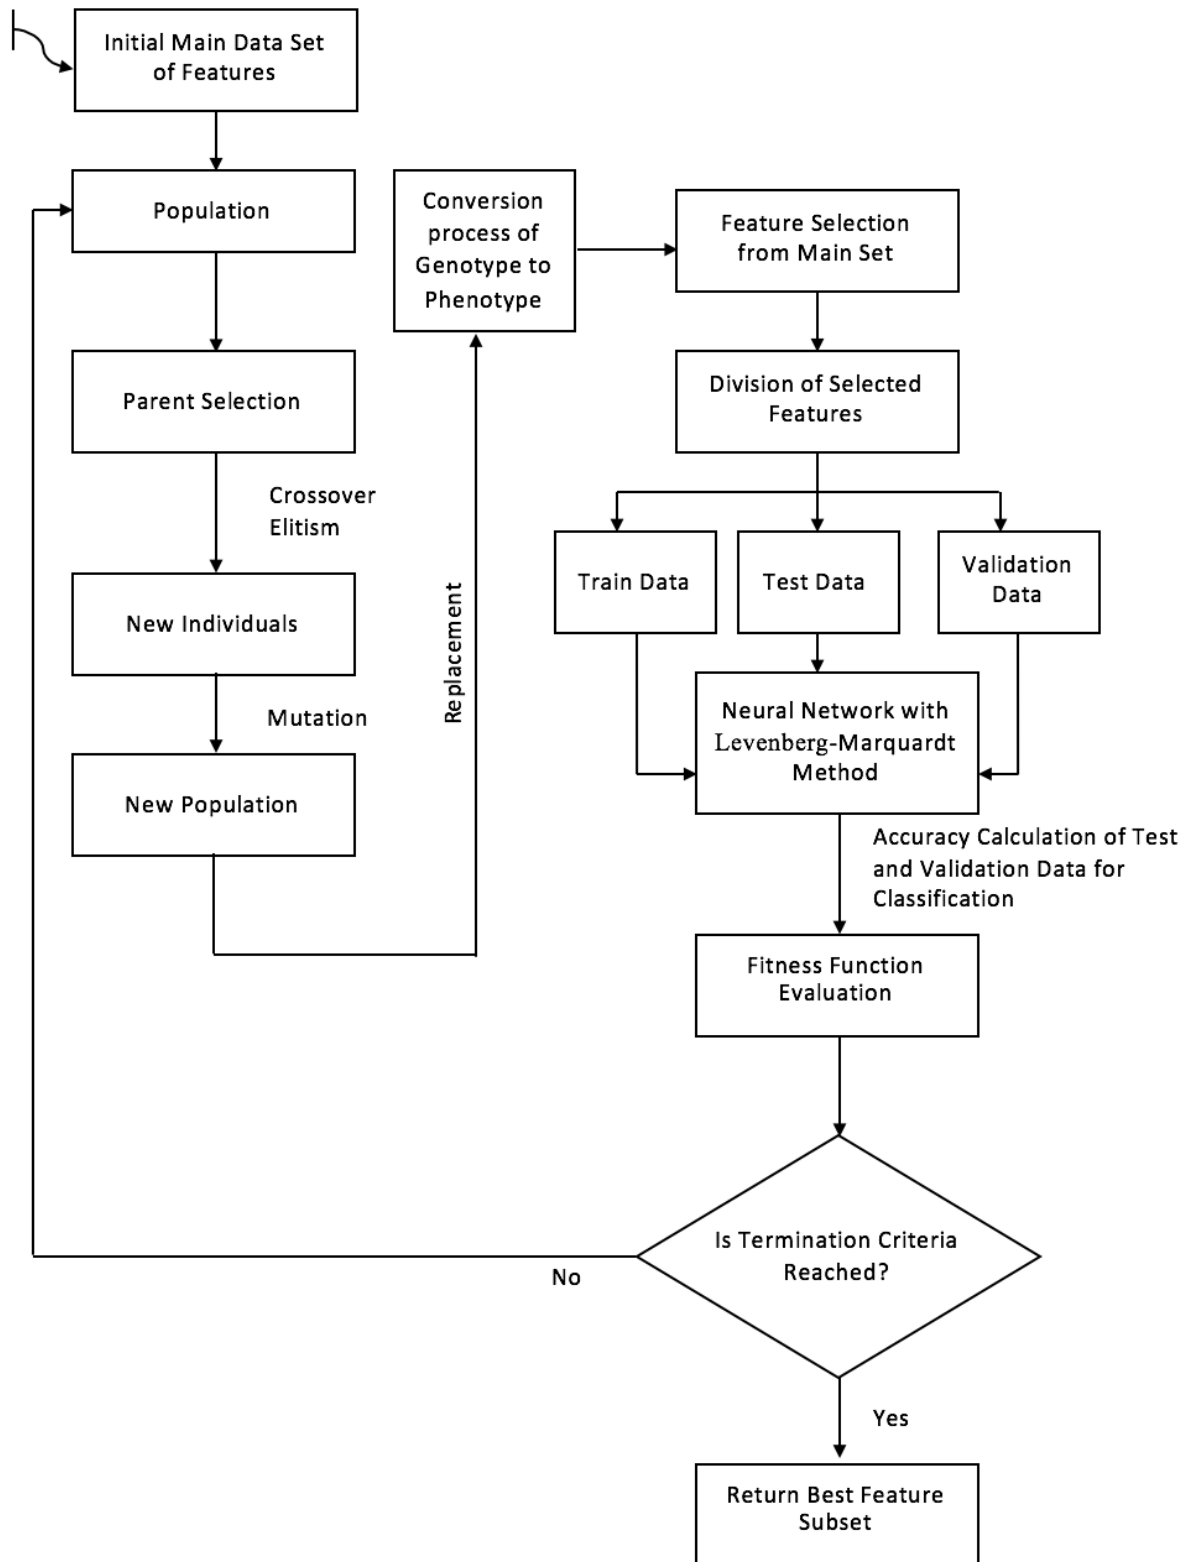 Initial Main Data Set
of Features
Population
Parent Selection
Crossover
Elitism
New Individuals
Mutation
New Population
Replacement
Conversion
process of
Genotype to
Phenotype
Feature Selection
from Main Set
Division of Selected
Features
Train Data
Test Data
Validation
Data
Neural Network with
Levenberg-Marquardt
Method
Accuracy Calculation of Test
and Validation Data for
Classification
Fitness Function
Evaluation
Is Termination Criteria
Reached?
No
Yes
Return Best Feature
Subset